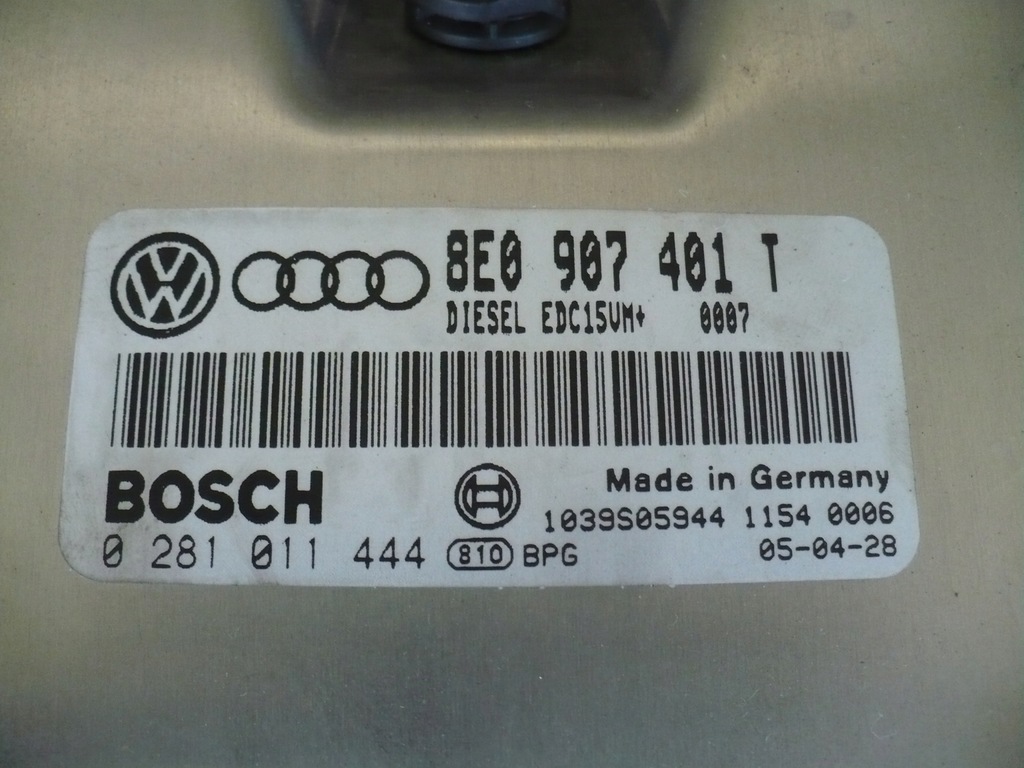 8E0 907 401 T
DIESEL EDC15VM+ 0007
BOSCH
Made in Germany
1039S05944 1154 0006
0 281 011 444 810 BPG 05-04-28